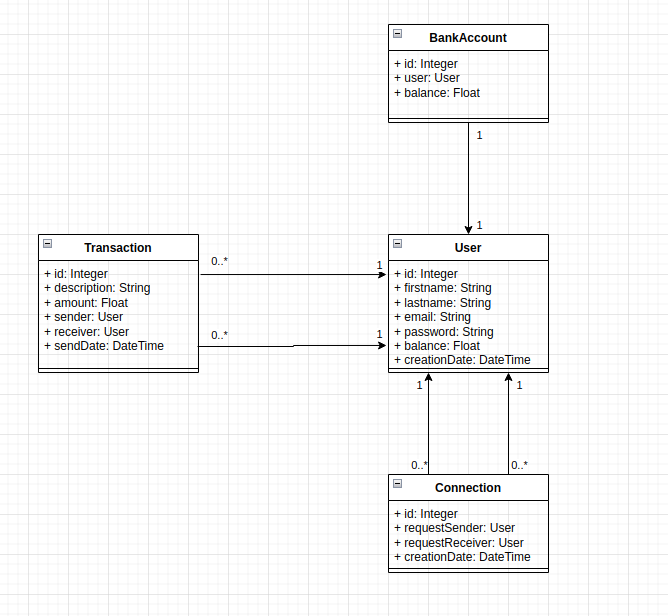 BankAccount
+ id: Integer
+ user: User
+ balance: Float
1
1
Transaction
+ id: Integer
+ description: String
+ amount: Float
+ sender: User
+ receiver: User
+ sendDate: DateTime
0..*
1
0..*
1
User
+ id: Integer
+ firstname: String
+ lastname: String
+ email: String
+ password: String
+ balance: Float
+ creationDate: DateTime
1
1
0..*
0..*
Connection
+ id: Integer
+ requestSender: User
+ requestReceiver: User
+ creationDate: DateTime